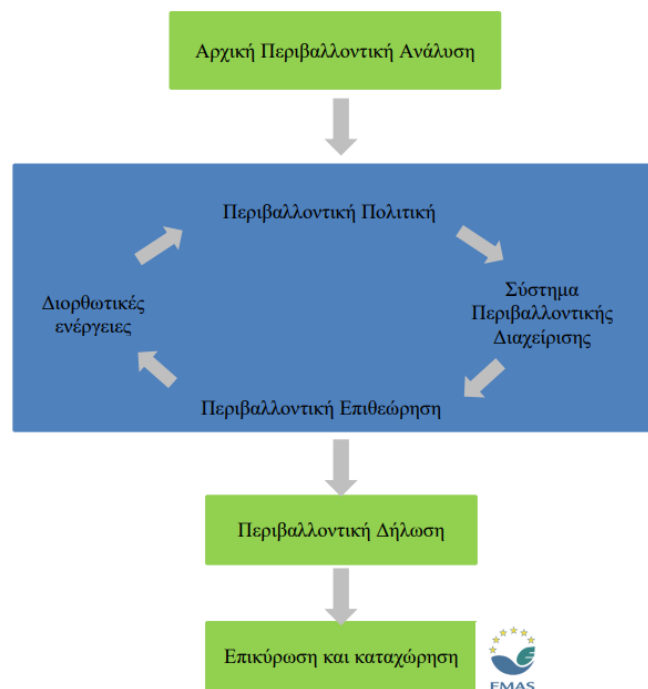 Αρχική Περιβαλλοντική Ανάλυση
Περιβαλλοντική Πολιτική
Διορθωτικές
ενέργειες
Σύστημα
Περιβαλλοντικής
Διαχείρισης
Περιβαλλοντική Επιθεώρηση
Περιβαλλοντική Δήλωση
Επικύρωση και καταχώρηση
EMAS